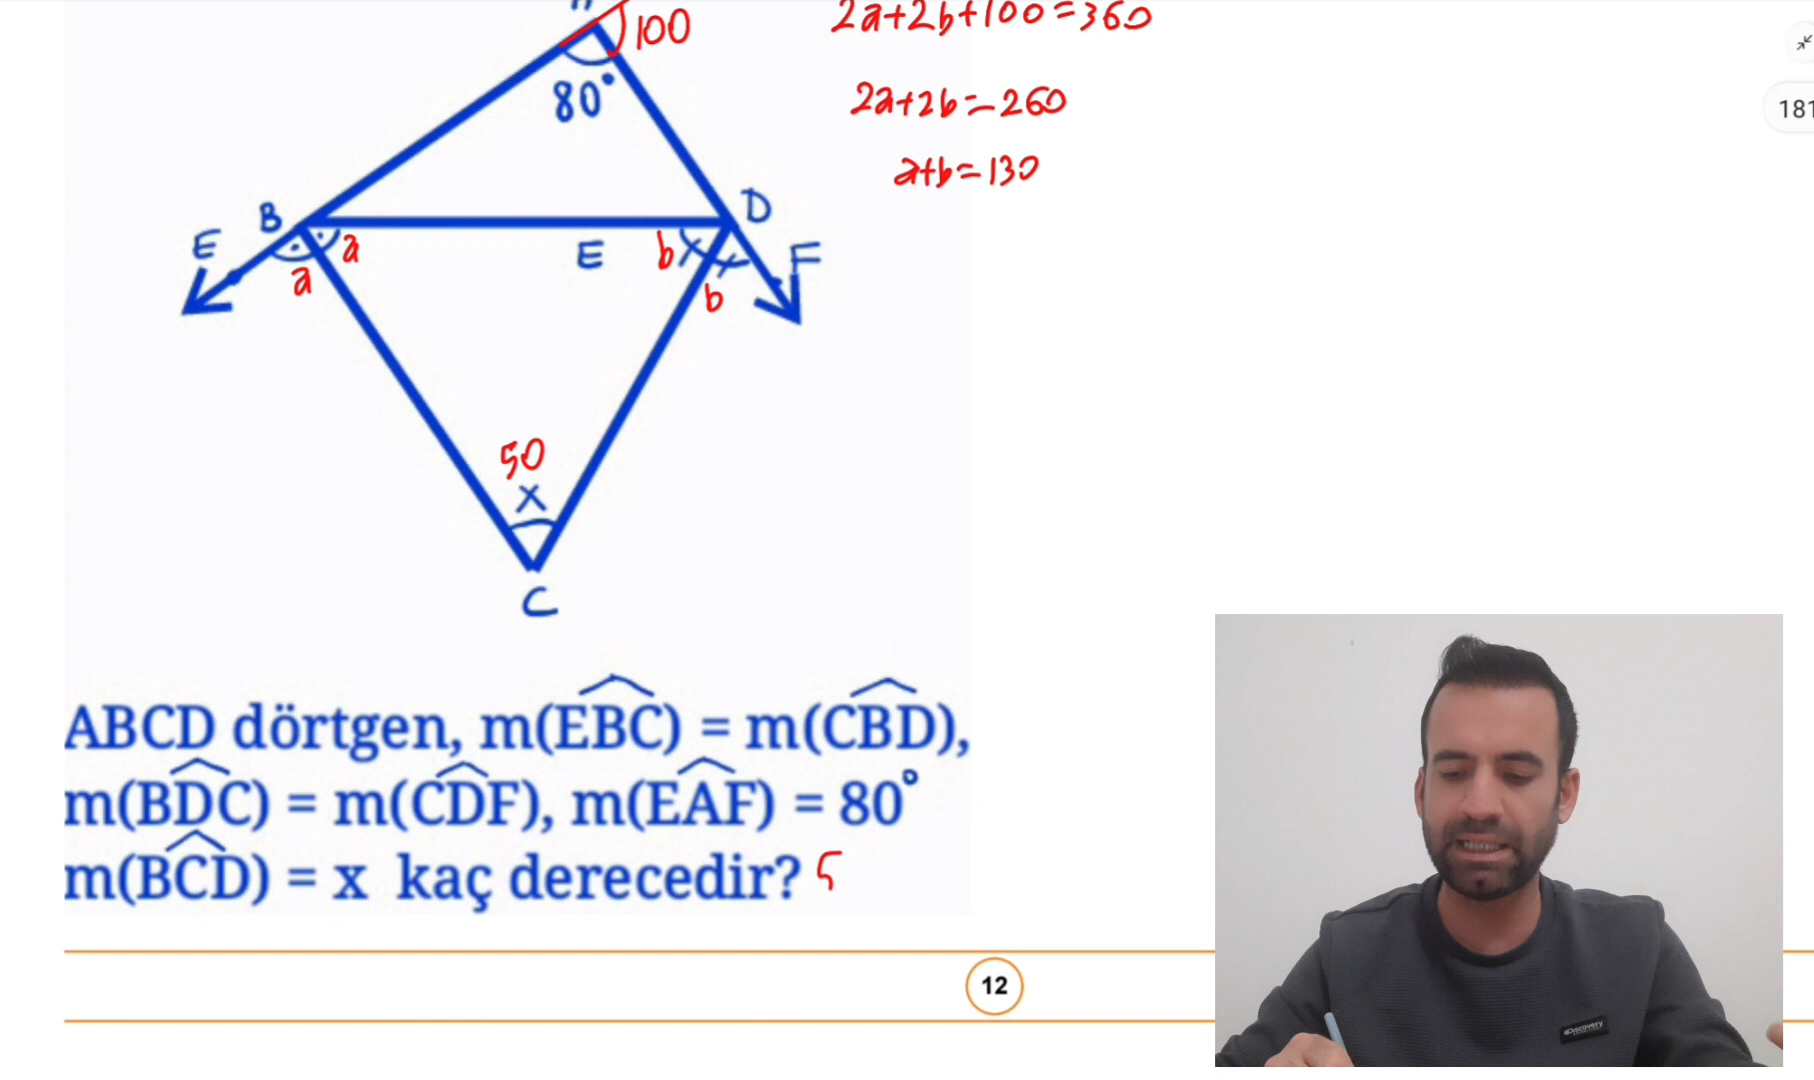 100
2a+2b+100=360
80°
2a+2b=260
a+b=130
B
D
E
a
E
b
F
a
b
50
x
C
ABCD dörtgen, m(EBC) = m(CBD),
m(BDC) = m(CDF), m(EAF) = 80°
m(BCD) = x kaç derecedir? 5
12
181
Discovery